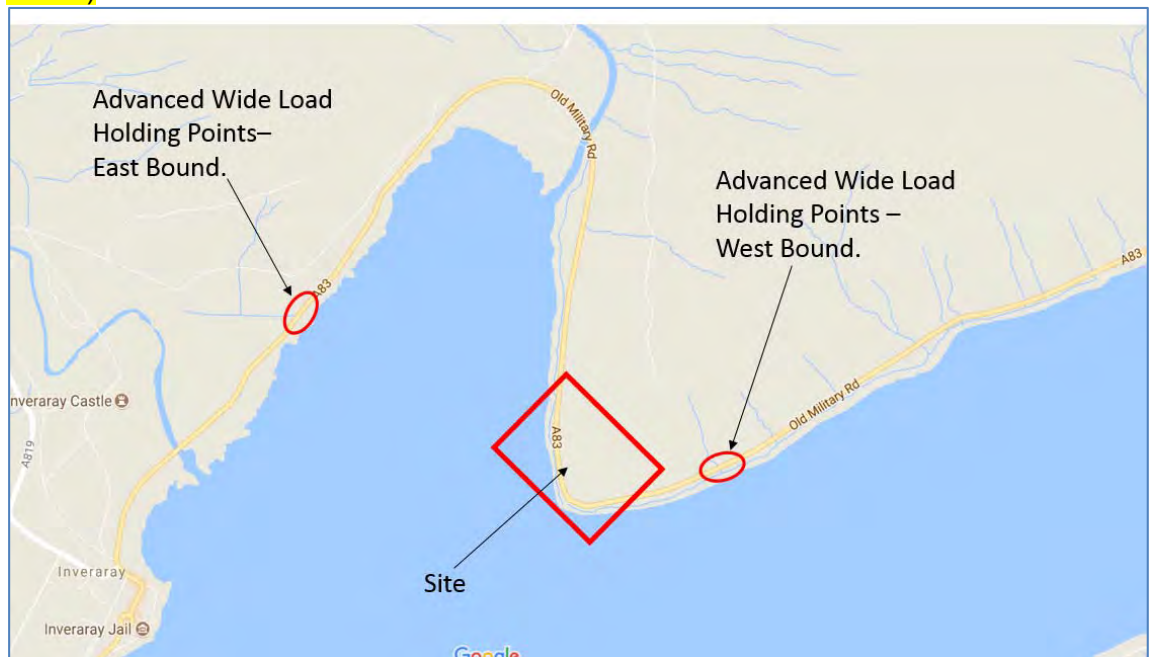 Advanced Wide Load
Holding Points–
East Bound.
Old Military Rd
Advanced Wide Load
Holding Points –
West Bound.
A83
A83
Inveraray Castle
A819
A83
Old Military Rd
Site
Inveraray
Inveraray Jail
Google